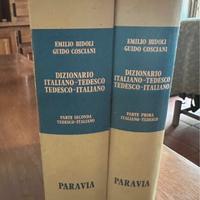 EMILIO BIDOLI
GUIDO COSCIANI
DIZIONARIO
ITALIANO-TEDESCO
TEDESCO-ITALIANO
PARTE SECONDA
TEDESCO-ITALIANO
PARAVIA
EMILIO BIDOLI
GUIDO COSCIANI
DIZIONARIO
ITALIANO-TEDESCO
TEDESCO-ITALIANO
PARTE PRIMA
ITALIANO-TEDESCO
PARAVIA